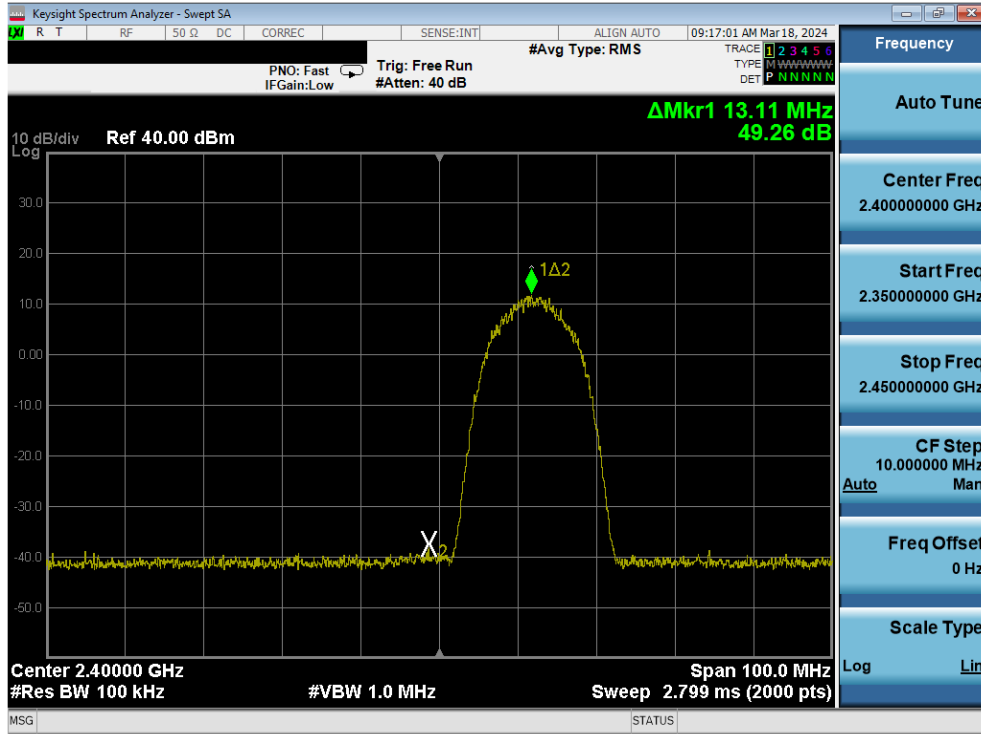 Keysight Spectrum Analyzer - Swept SA
LXI R T RF 50 Ω DC CORREC SENSE:INT ALIGN AUTO 09:17:01 AM Mar 18, 2024
PNO: Fast
IFGain:Low
Trig: Free Run
#Atten: 40 dB
#Avg Type: RMS
TRACE 1 2 3 4 5 6
TYPE M WWWWW
DET P N N N N N
ΔMkr1 13.11 MHz
49.26 dB
10 dB/div Ref 40.00 dBm
Log
30.0
20.0
10.0
0.00
-10.0
-20.0
-30.0
-40.0
-50.0
1Δ2
X2
Center 2.40000 GHz Span 100.0 MHz
#Res BW 100 kHz #VBW 1.0 MHz Sweep 2.799 ms (2000 pts)
MSG STATUS
Frequency
Auto Tune
Center Freq
2.400000000 GHz
Start Freq
2.350000000 GHz
Stop Freq
2.450000000 GHz
CF Step
10.000000 MHz
Auto Man
Freq Offset
0 Hz
Scale Type
Log Lin